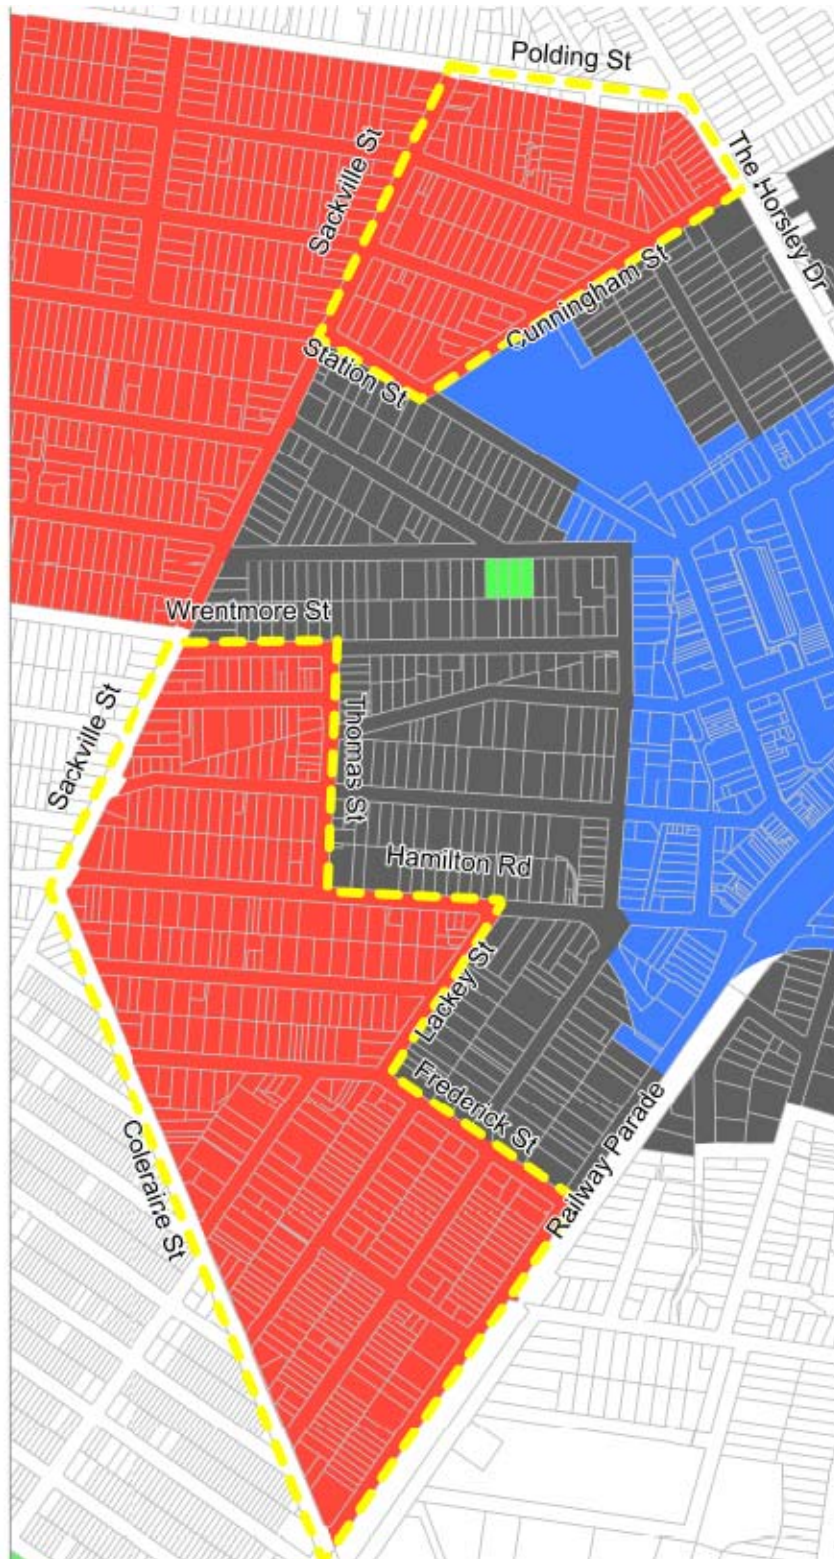 Polding St
Sackville St
The Horsley Dr
Cunningham St
Station St
Wrentmore St
Sackville St
Thomas St
Hamilton Rd
Lackey St
Frederick St
Railway Parade
Coleraine St